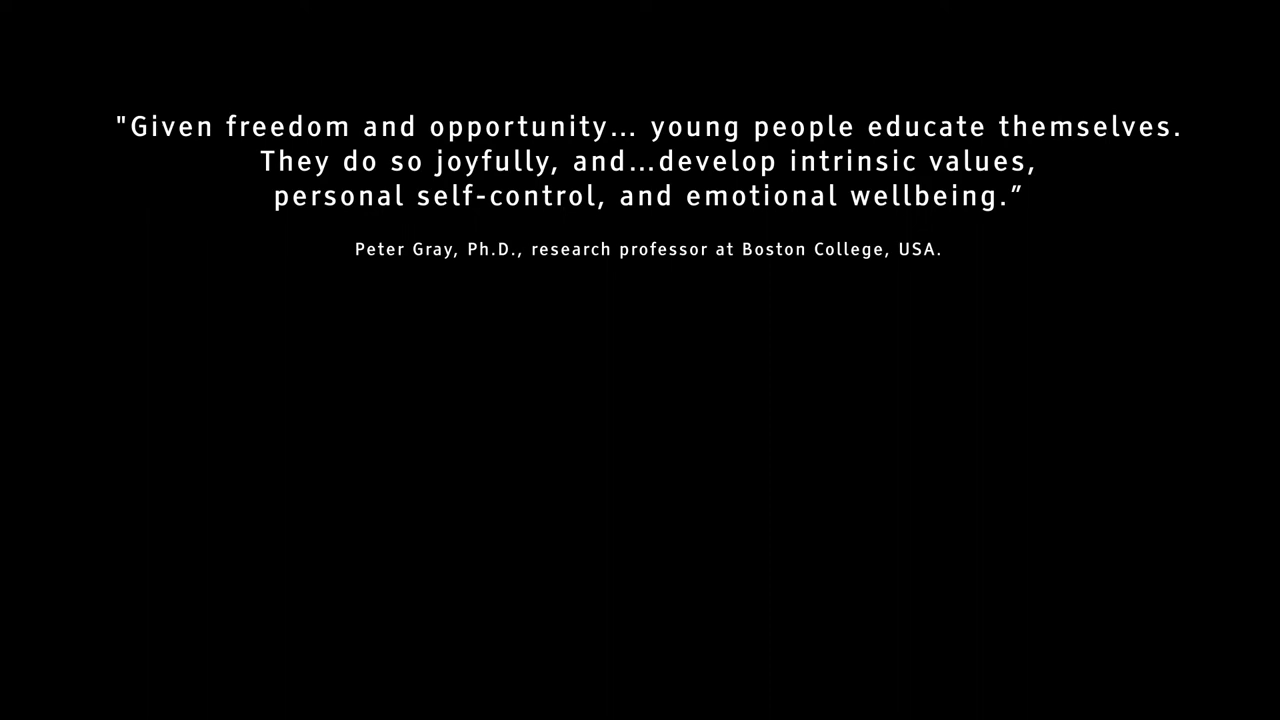 "Given freedom and opportunity... young people educate themselves.
They do so joyfully, and...develop intrinsic values,
personal self-control, and emotional wellbeing.”
Peter Gray, Ph.D., research professor at Boston College, USA.